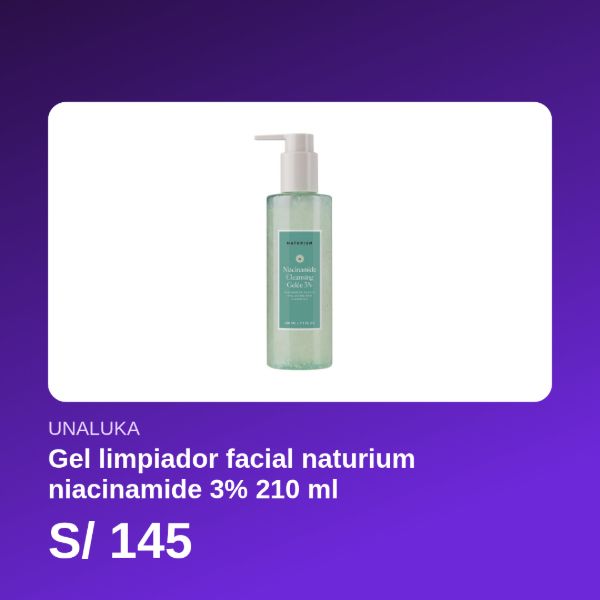 NATURIUM
Niacinamide
Cleansing
Gelée 3%
UNALUKA
Gel limpiador facial naturium
niacinamide 3% 210 ml
S/ 145